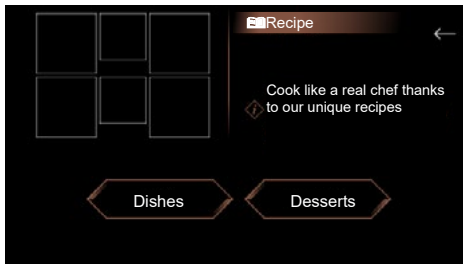 Recipe
Cook like a real chef thanks
to our unique recipes
Dishes
Desserts